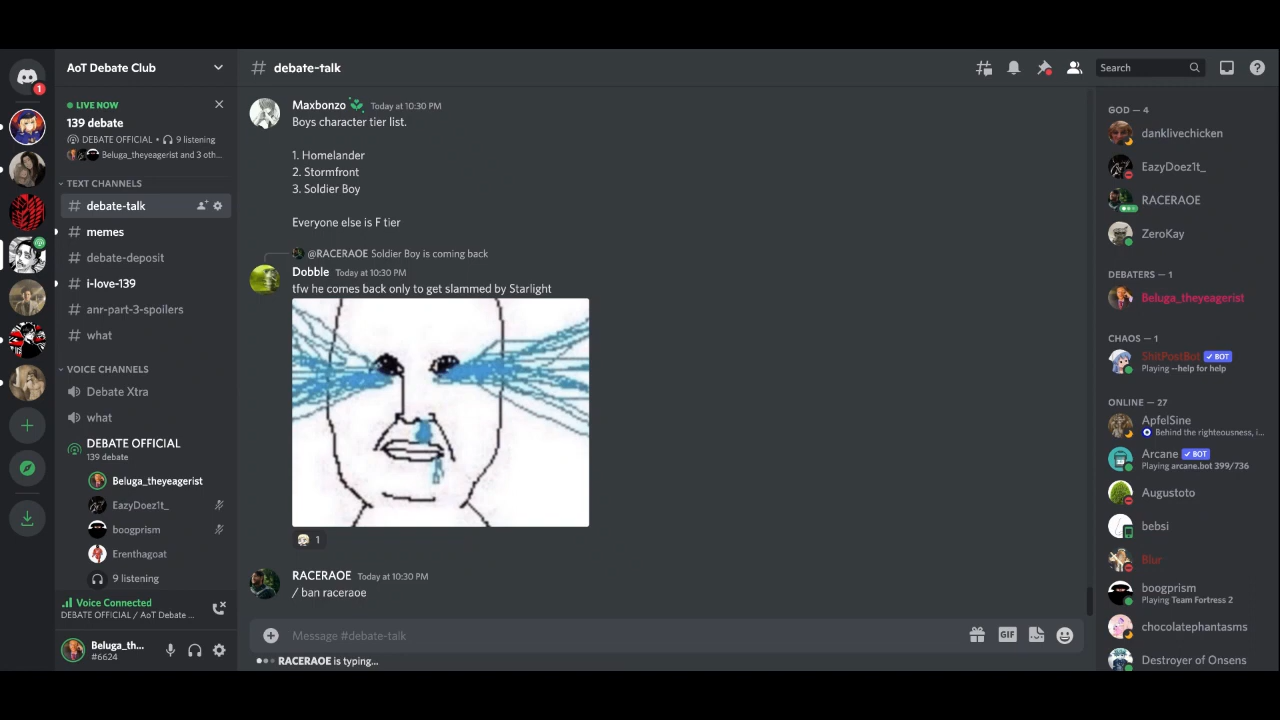 1
AoT Debate Club
LIVE NOW
139 debate
DEBATE OFFICIAL • 9 listening
Beluga_theyeagerist and 3 oth...
TEXT CHANNELS
# debate-talk
# memes
# debate-deposit
# i-love-139
# anr-part-3-spoilers
# what
VOICE CHANNELS
Debate Xtra
what
DEBATE OFFICIAL
139 debate
Beluga_theyeagerist
EazyDoez1t_
boogprism
Erenthagoat
9 listening
Voice Connected
DEBATE OFFICIAL / AoT Debate ...
Beluga_th...
#6624
# debate-talk
Search
Maxbonzo Today at 10:30 PM
Boys character tier list.
1. Homelander
2. Stormfront
3. Soldier Boy
Everyone else is F tier
@RACERAOE Soldier Boy is coming back
Dobble Today at 10:30 PM
tfw he comes back only to get slammed by Starlight
1
RACERAOE Today at 10:30 PM
/ ban raceraoe
Message #debate-talk
GIF
RACERAOE is typing...
GOD — 4
danklivechicken
EazyDoez1t_
RACERAOE
ZeroKay
DEBATERS — 1
Beluga_theyeagerist
CHAOS — 1
ShitPostBot ✓ BOT
Playing --help for help
ONLINE — 27
ApfelSine
Behind the righteousness, i...
Arcane ✓ BOT
Playing arcane.bot 399/736
Augustoto
bebsi
Blur
boogprism
Playing Team Fortress 2
chocolatephantasms
Destroyer of Onsens